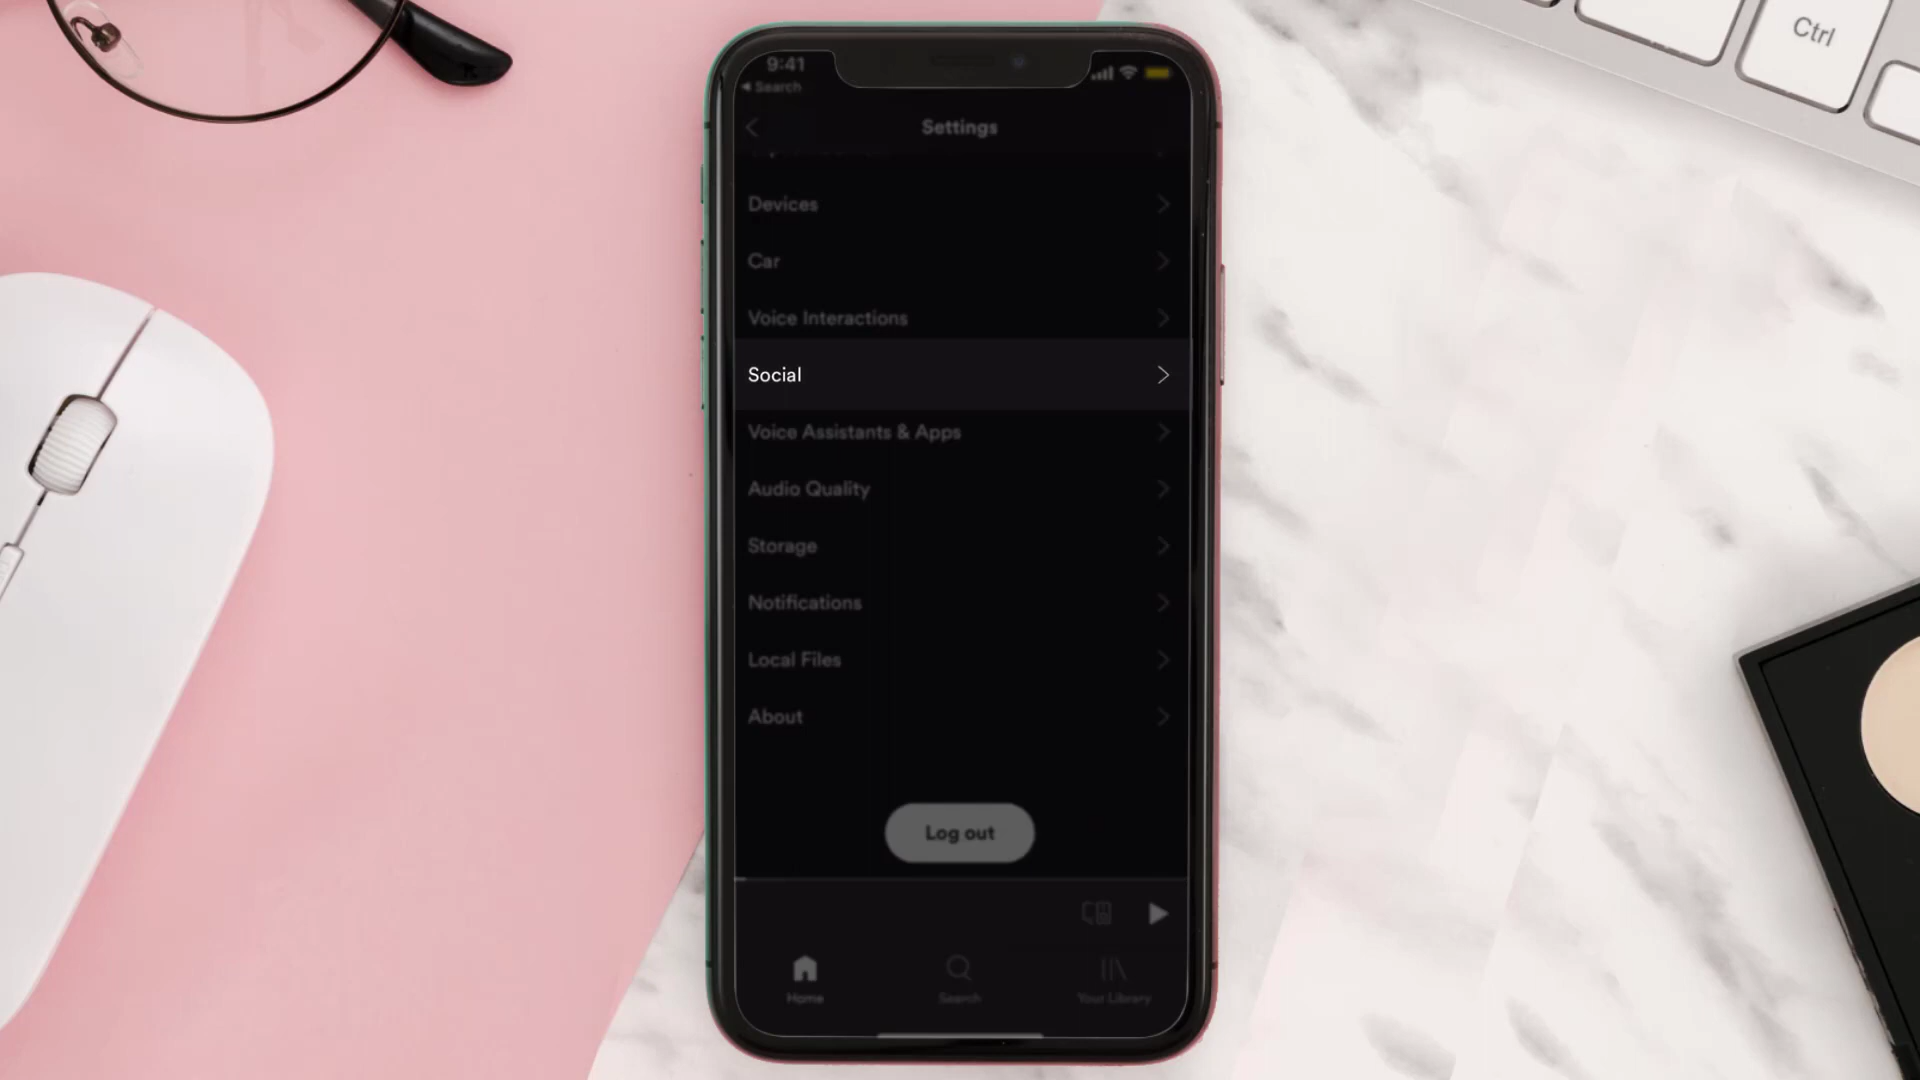 Ctrl
9:41
Search
Settings
Devices
Car
Voice Interactions
Social
Voice Assistants & Apps
Audio Quality
Storage
Notifications
Local Files
About
Log out
Home
Search
Your Library